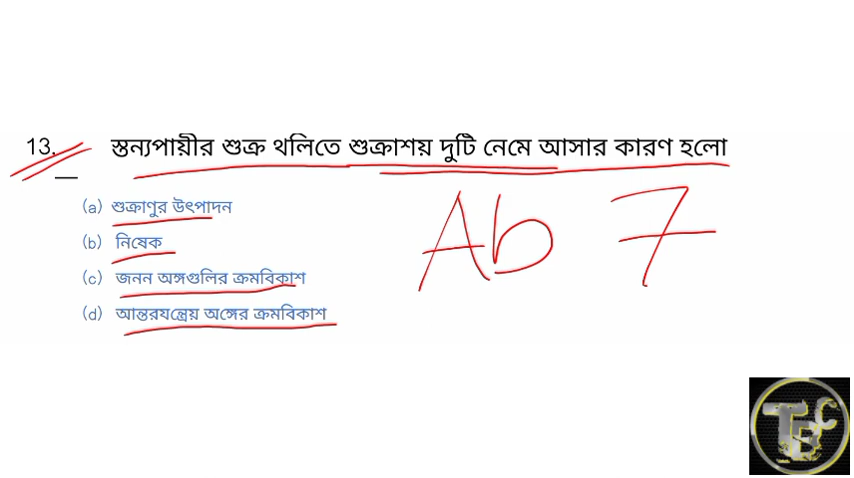 13. স্তন্যপায়ীর শুক্র থলিতে শুক্রাশয় দুটি নেমে আসার কারণ হলো
(a) শুক্রাণুর উৎপাদন
(b) নিষেক
(c) জনন অঙ্গগুলির ক্রমবিকাশ
(d) আন্তরযন্ত্রেয় অঙ্গের ক্রমবিকাশ
Ab 7